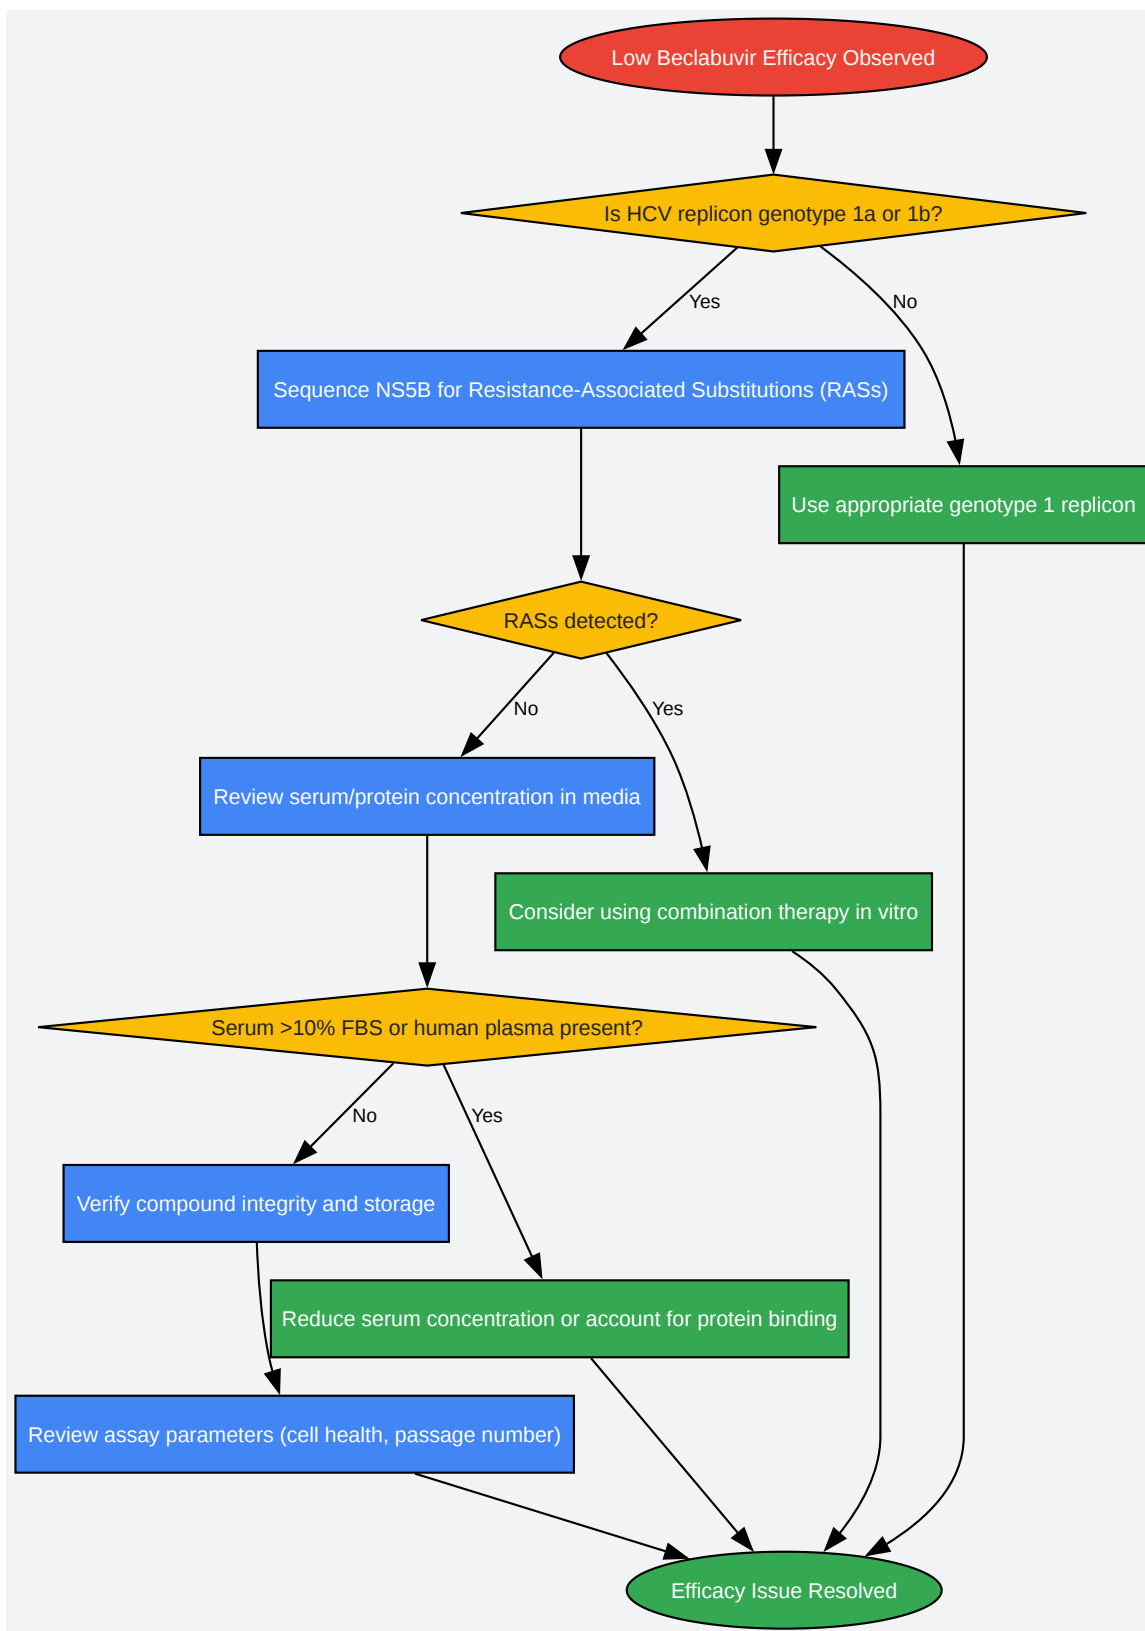 Low Beclabuvir Efficacy Observed
Is HCV replicon genotype 1a or 1b?
Yes
No
Sequence NS5B for Resistance-Associated Substitutions (RASs)
Use appropriate genotype 1 replicon
RASs detected?
No
Yes
Review serum/protein concentration in media
Consider using combination therapy in vitro
Serum >10% FBS or human plasma present?
No
Yes
Verify compound integrity and storage
Reduce serum concentration or account for protein binding
Review assay parameters (cell health, passage number)
Efficacy Issue Resolved